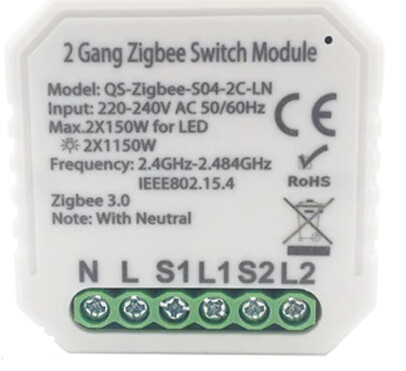 2 Gang Zigbee Switch Module
Model: QS-Zigbee-S04-2C-LN
Input: 220-240V AC 50/60Hz
Max.2X150W for LED
2X1150W
Frequency: 2.4GHz-2.484GHz
IEEE802.15.4
Zigbee 3.0
Note: With Neutral
CE
RoHS
N L S1 L1 S2 L2